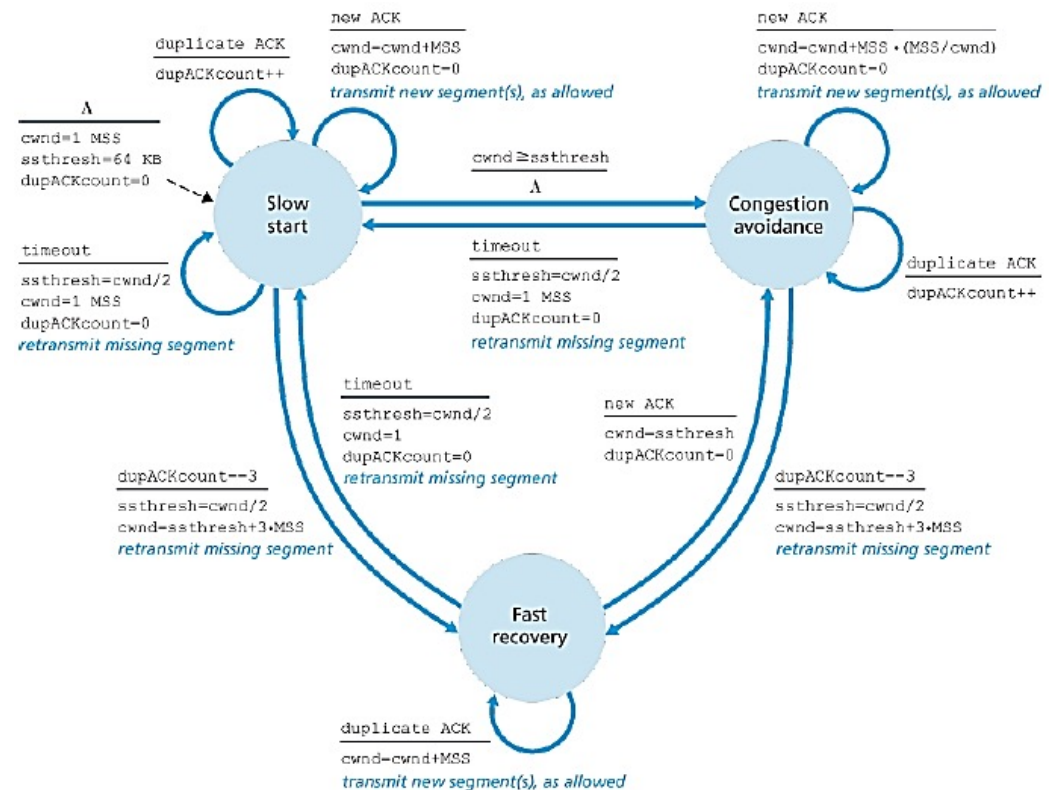 new ACK
cwnd=cwnd+MSS
dupACKcount=0
transmit new segment(s), as allowed
duplicate ACK
dupACKcount++
Λ
cwnd=1 MSS
ssthresh=64 KB
dupACKcount=0
timeout
ssthresh=cwnd/2
cwnd=1 MSS
dupACKcount=0
retransmit missing segment
Slow
start
cwnd≥ssthresh
Λ
timeout
ssthresh=cwnd/2
cwnd=1 MSS
dupACKcount=0
retransmit missing segment
new ACK
cwnd=cwnd+MSS •(MSS/cwnd)
dupACKcount=0
transmit new segment(s), as allowed
Congestion
avoidance
duplicate ACK
dupACKcount++
timeout
ssthresh=cwnd/2
cwnd=1
dupACKcount=0
retransmit missing segment
new ACK
cwnd=ssthresh
dupACKcount=0
dupACKcount==3
ssthresh=cwnd/2
cwnd=ssthresh+3•MSS
retransmit missing segment
dupACKcount==3
ssthresh=cwnd/2
cwnd=ssthresh+3•MSS
retransmit missing segment
Fast
recovery
duplicate ACK
cwnd=cwnd+MSS
transmit new segment(s), as allowed